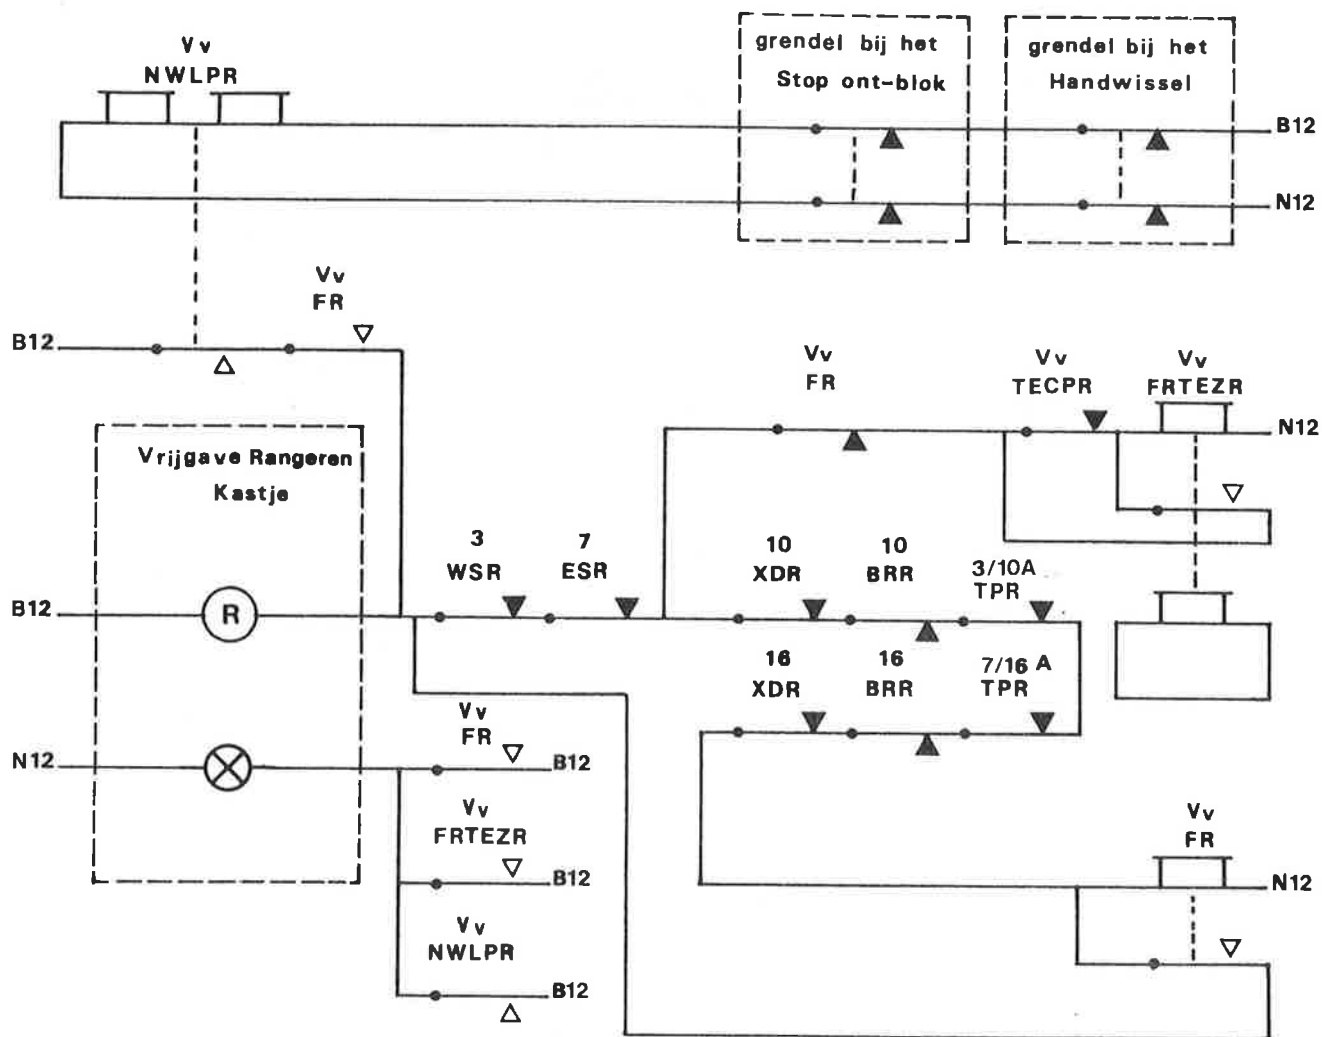 Vv
NWLPR
grendel bij het
Stop ont-blok
grendel bij het
Handwissel
B12
N12
Vv
FR
B12
Vv
FR
Vv
TECPR
Vv
FRTEZR
N12
Vrijgave Rangeren
Kastje
3
WSR
7
ESR
10
XDR
10
BRR
3/10A
TPR
B12
R
16
XDR
16
BRR
7/16 A
TPR
N12
Vv
FR
B12
Vv
FRTEZR
B12
Vv
NWLPR
B12
Vv
FR
N12